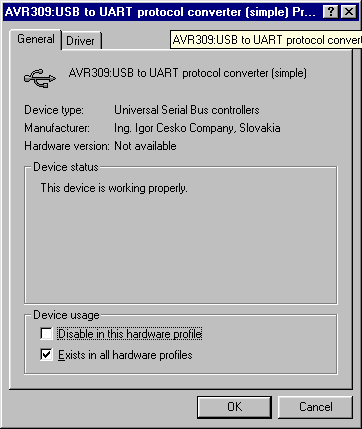 AVR309:USB to UART protocol converter (simple) Pr...
General
Driver
AVR309:USB to UART protocol convert
AVR309:USB to UART protocol converter (simple)
Device type: Universal Serial Bus controllers
Manufacturer: Ing. Igor Cesko Company, Slovakia
Hardware version: Not available
Device status
This device is working properly.
Device usage
Disable in this hardware profile
Exists in all hardware profiles
OK
Cancel